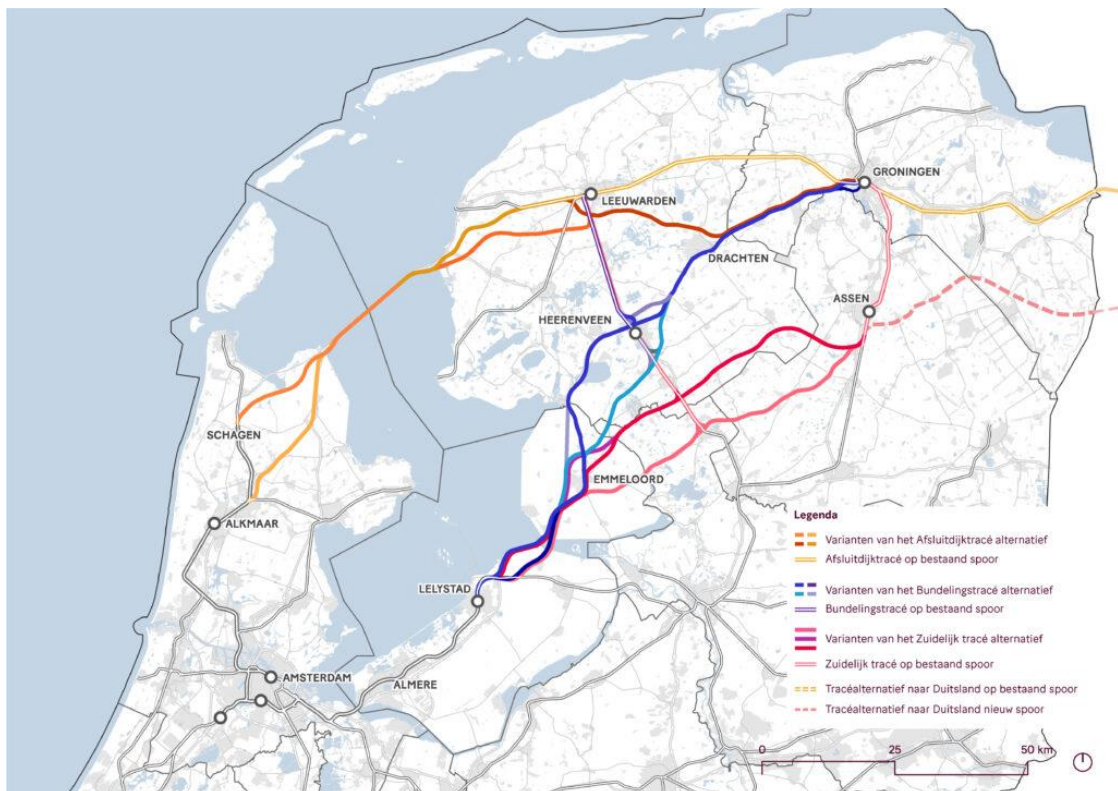 GRONINGEN
LEEUWARDEN
DRACHTEN
ASSEN
HEERENVEEN
SCHAGEN
EMMELOORD
ALKMAAR
LELYSTAD
AMSTERDAM
ALMERE
Legenda
Varianten van het Afsluitdijktracé alternatief
Afsluitdijktracé op bestaand spoor
Varianten van het Bundelingstracé alternatief
Bundelingstracé op bestaand spoor
Varianten van het Zuidelijk tracé alternatief
Zuidelijk tracé op bestaand spoor
Tracéalternatief naar Duitsland op bestaand spoor
Tracéalternatief naar Duitsland nieuw spoor
0 25 50 km